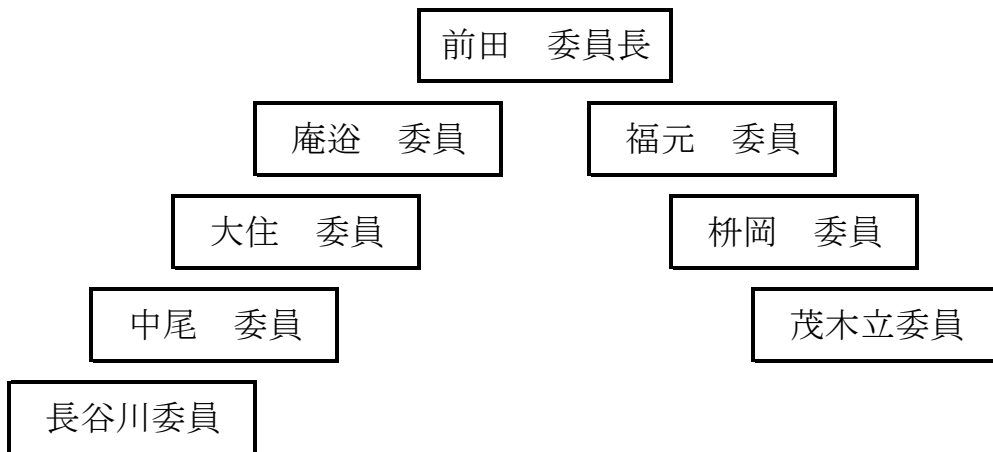 前田　委員長
庵逧　委員　福元　委員
大住　委員　枡岡　委員
中尾　委員　茂木立委員
長谷川委員